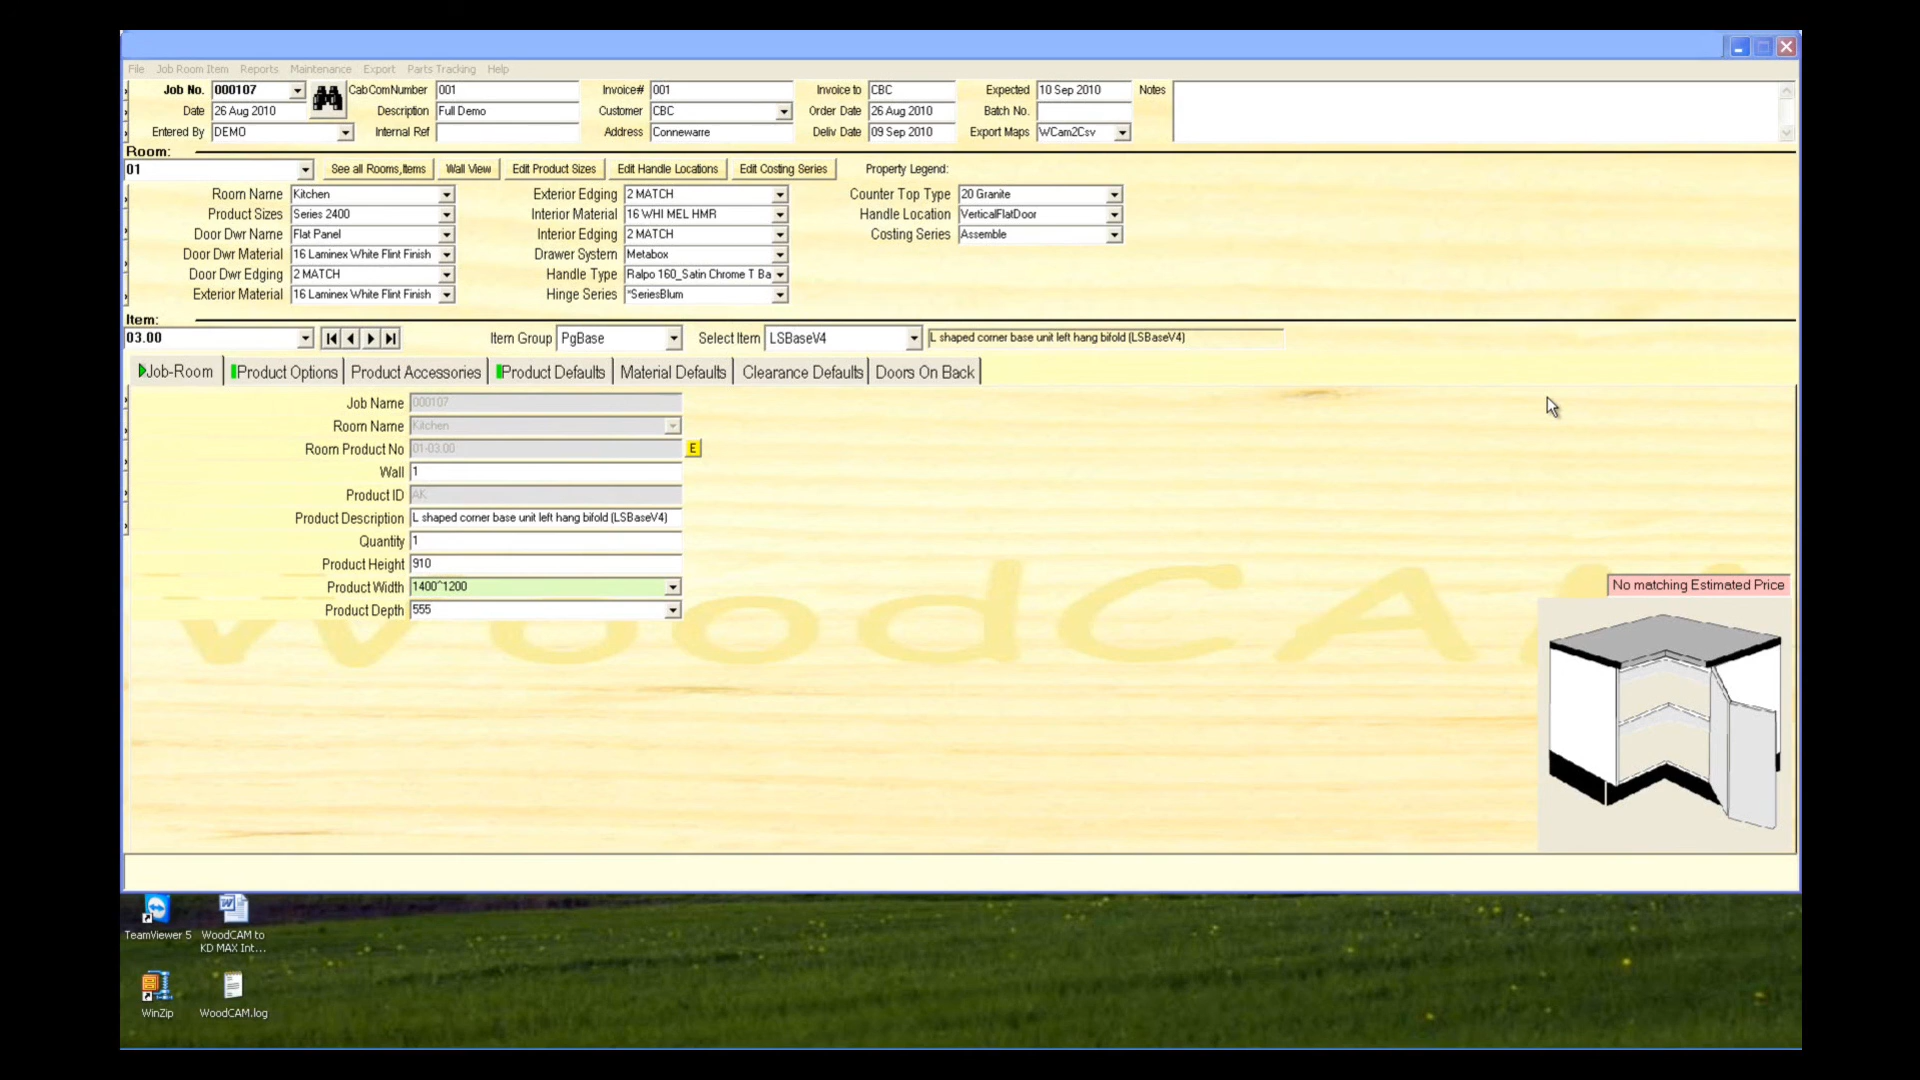 File Job Room Item Reports Maintenance Export Parts Tracking Help
Job No. 000107 CabComNumber 001 Invoice# 001 Invoice to CBC Expected 10 Sep 2010 Notes
Date 26 Aug 2010 Description Full Demo Customer CBC Order Date 26 Aug 2010 Batch No.
Entered By DEMO Internal Ref Address Connewarre Deliv Date 09 Sep 2010 Export Maps WCam2Csv
Room:
01 See all Rooms,Items Wall View Edit Product Sizes Edit Handle Locations Edit Costing Series Property Legend:
Room Name Kitchen Exterior Edging 2 MATCH Counter Top Type 20 Granite
Product Sizes Series 2400 Interior Material 16 WHI MEL HMR Handle Location VerticalFlatDoor
Door Dwr Name Flat Panel Interior Edging 2 MATCH Costing Series Assemble
Door Dwr Material 16 Laminex White Flint Finish Drawer System Metabox
Door Dwr Edging 2 MATCH Handle Type Ralpo 160_Satin Chrome T Ba
Exterior Material 16 Laminex White Flint Finish Hinge Series *SeriesBlum
Item:
03.00 Item Group PgBase Select Item LSBaseV4 L shaped corner base unit left hang bifold (LSBaseV4)
Job-Room Product Options Product Accessories Product Defaults Material Defaults Clearance Defaults Doors On Back
Job Name 000107
Room Name Kitchen
Room Product No 01-03.00 E
Wall 1
Product ID AK
Product Description L shaped corner base unit left hang bifold (LSBaseV4)
Quantity 1
Product Height 910
Product Width 1400^1200
Product Depth 555
No matching Estimated Price
WoodCAM
TeamViewer 5 WoodCAM to
KD MAX Int...
WinZip WoodCAM.log